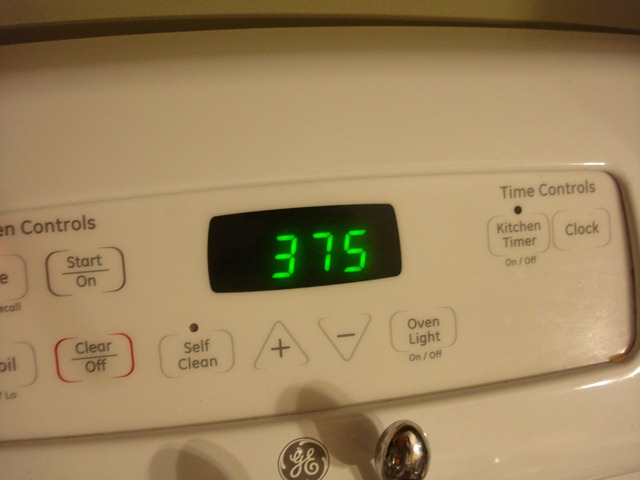 en Controls
Time Controls
375
Kitchen
Timer
On / Off
Clock
e
ecall
Start
On
oil
/ Lo
Clear
Off
Self
Clean
+
−
Oven
Light
On / Off
GE